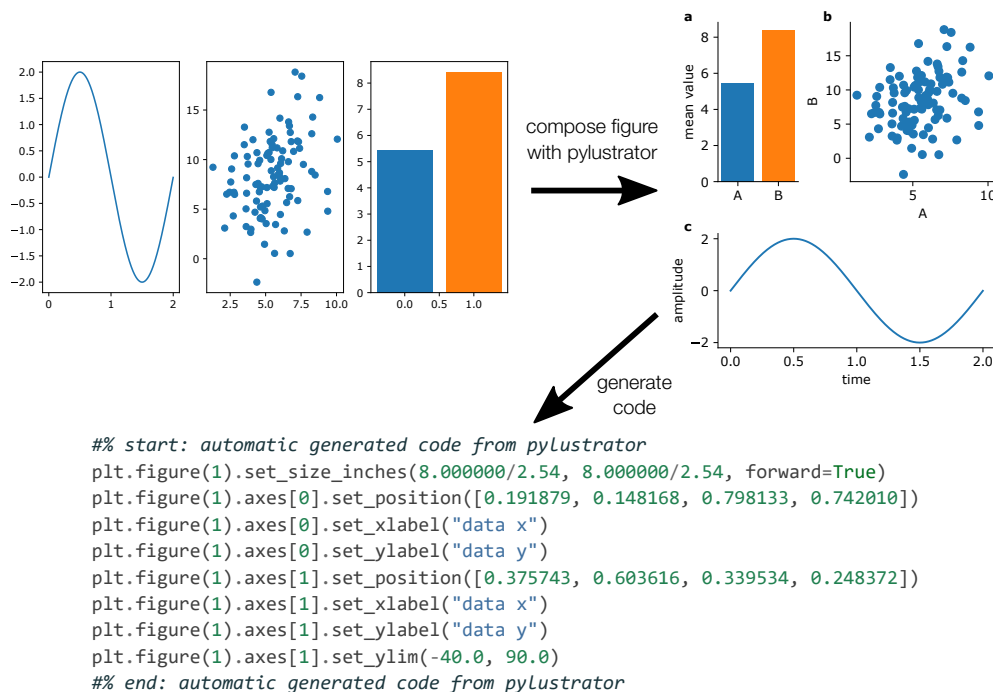 2.0
1.5
1.0
0.5
0.0
−0.5
−1.0
−1.5
−2.0
0 1 2
15
10
5
0
2.5 5.0 7.5 10.0
8
7
6
5
4
3
2
1
0
0.0 0.5 1.0
compose figure
with pylustrator
a
mean value
8
6
4
2
0
A B
b
B
15
10
5
0
5 10
A
c
amplitude
2
0
−2
0.0 0.5 1.0 1.5 2.0
time
generate
code
#% start: automatic generated code from pylustrator
plt.figure(1).set_size_inches(8.000000/2.54, 8.000000/2.54, forward=True)
plt.figure(1).axes[0].set_position([0.191879, 0.148168, 0.798133, 0.742010])
plt.figure(1).axes[0].set_xlabel("data x")
plt.figure(1).axes[0].set_ylabel("data y")
plt.figure(1).axes[1].set_position([0.375743, 0.603616, 0.339534, 0.248372])
plt.figure(1).axes[1].set_xlabel("data x")
plt.figure(1).axes[1].set_ylabel("data y")
plt.figure(1).axes[1].set_ylim(-40.0, 90.0)
#% end: automatic generated code from pylustrator